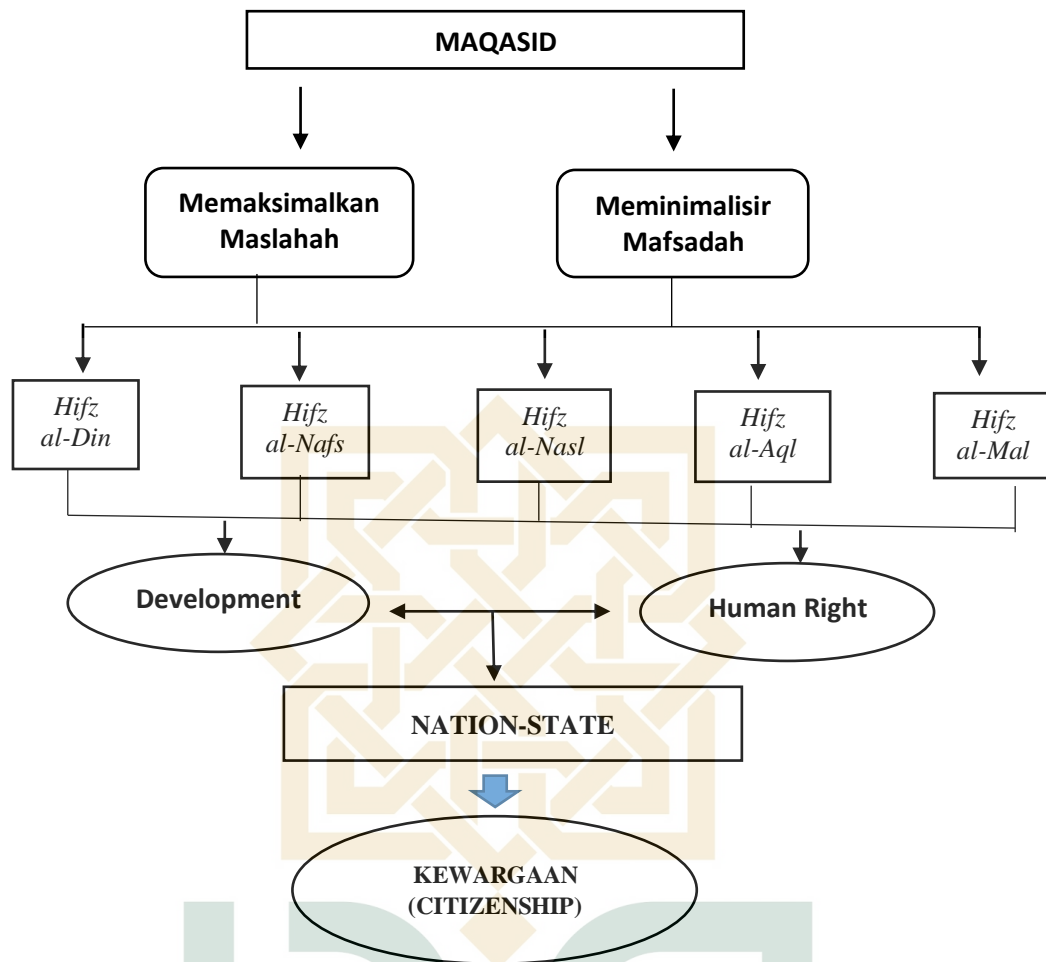 MAQASID
Memaksimalkan
Maslahah
Meminimalisir
Mafsadah
Hifz
al-Din
Hifz
al-Nafs
Hifz
al-Nasl
Hifz
al-Aql
Hifz
al-Mal
Development
Human Right
NATION-STATE
KEWARGAAN
(CITIZENSHIP)